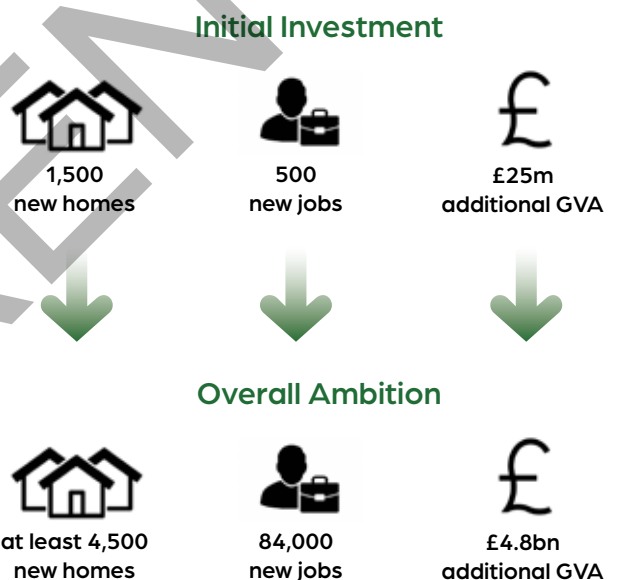 Initial Investment
1,500
new homes
500
new jobs
£25m
additional GVA
Overall Ambition
at least 4,500
new homes
84,000
new jobs
£4.8bn
additional GVA